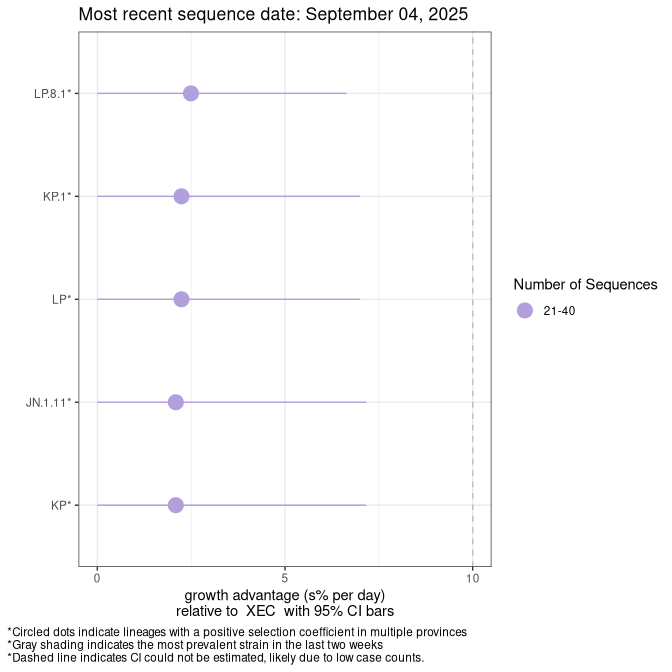 Most recent sequence date: September 04, 2025
LP.8.1*
KP.1*
LP*
JN.1.11*
KP*
0 5 10
growth advantage (s% per day)
relative to  XEC  with 95% CI bars
Number of Sequences
21-40
*Circled dots indicate lineages with a positive selection coefficient in multiple provinces
*Gray shading indicates the most prevalent strain in the last two weeks
*Dashed line indicates CI could not be estimated, likely due to low case counts.